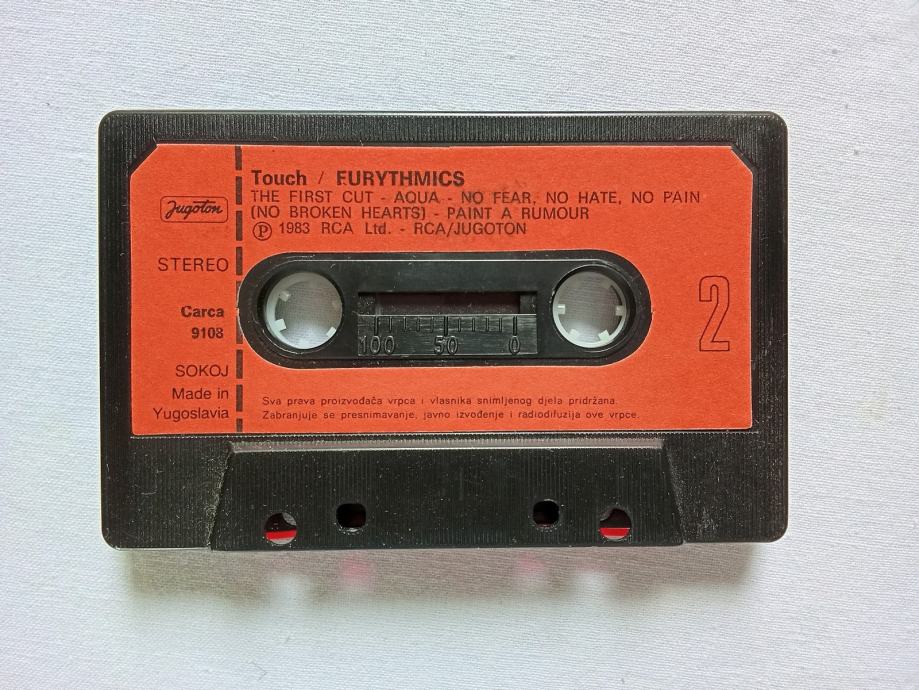 Touch / EURYTHMICS
THE FIRST CUT - AQUA - NO FEAR, NO HATE, NO PAIN
(NO BROKEN HEARTS) - PAINT A RUMOUR
Ⓟ 1983 RCA Ltd. - RCA/JUGOTON
Jugoton
STEREO
Carca
9108
SOKOJ
Made in
Yugoslavia
2
100 50 0
Sva prava proizvođača vrpca i vlasnika snimljenog djela pridržana.
Zabranjuje se presnimavanje, javno izvođenje i radiodifuzija ove vrpce.